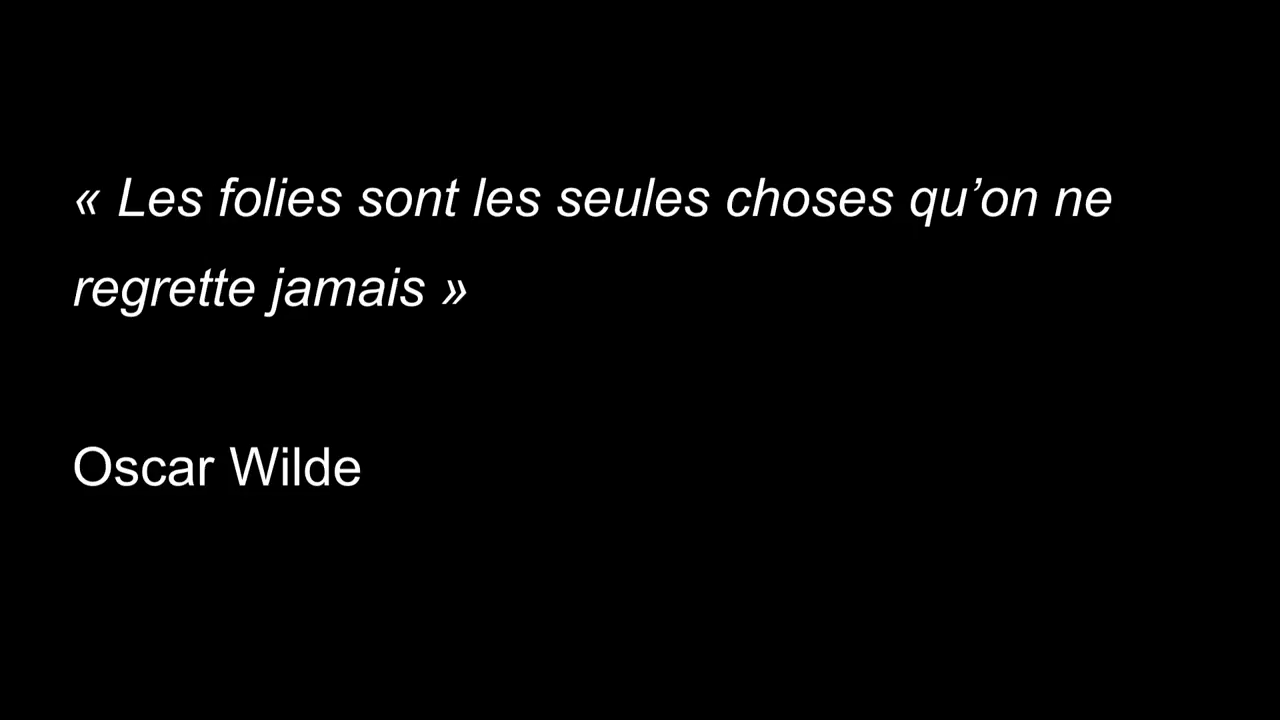 « Les folies sont les seules choses qu’on ne
regrette jamais »
Oscar Wilde